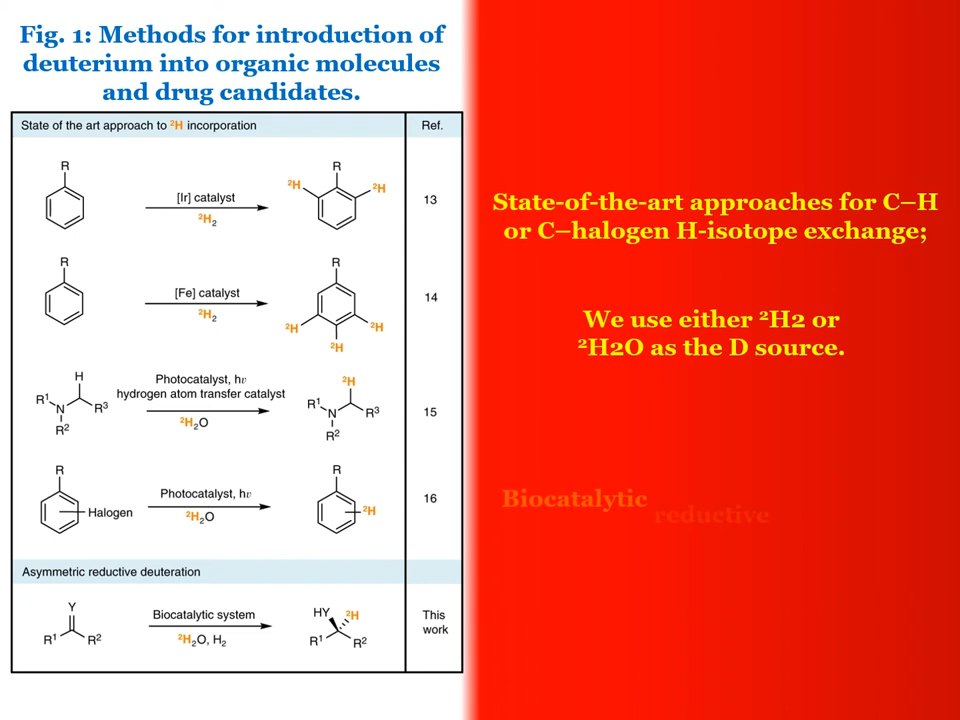 Fig. 1: Methods for introduction of
deuterium into organic molecules
and drug candidates.
State of the art approach to ²H incorporation
Ref.
R
[Ir] catalyst
²H₂
R
²H
²H
13
R
[Fe] catalyst
²H₂
R
²H
²H
²H
14
H
R¹
N
R³
R²
Photocatalyst, hν
hydrogen atom transfer catalyst
²H₂O
²H
R¹
N
R³
R²
15
R
Halogen
Photocatalyst, hν
²H₂O
R
²H
16
Asymmetric reductive deuteration
Y
R¹
R²
Biocatalytic system
²H₂O, H₂
HY
²H
R¹
R²
This
work
State-of-the-art approaches for C–H
or C–halogen H-isotope exchange;
We use either ²H2 or
²H2O as the D source.
Biocatalytic
reductive